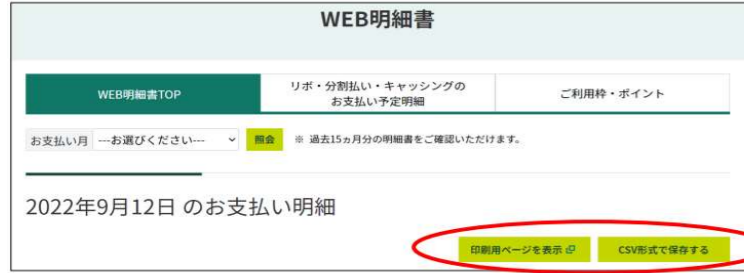 WEB明細書
WEB明細書TOP
リボ・分割払い・キャッシングの
お支払い予定明細
ご利用枠・ポイント
お支払い月 ---お選びください--- 照会 ※ 過去15ヵ月分の明細書をご確認いただけます。
2022年9月12日 のお支払い明細
印刷用ページを表示 CSV形式で保存する